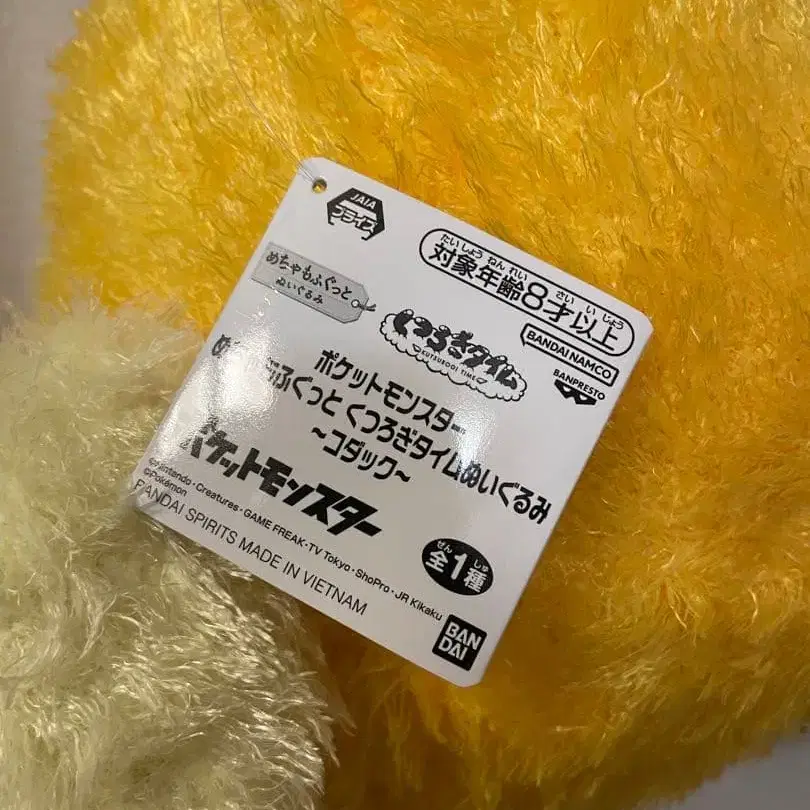 JAIA
プライズ
たいしょう ねん れい さい い じょう
対象年齢8才以上
めちゃもふぐっと
ぬいぐるみ
くつろぎタイム
KUTSUROGI TIME
BANDAI NAMCO
BANPRESTO
ポケットモンスター
ふぐっと くつろぎタイムぬいぐるみ
~コダック~
ポケットモンスター
©Nintendo・Creatures・GAME FREAK・TV Tokyo・ShoPro・JR Kikaku
©Pokémon
BANDAI SPIRITS MADE IN VIETNAM
ぜん しゅ
全1種
BAN
DAI